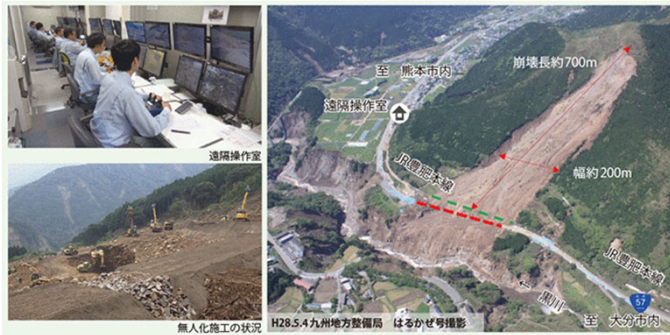 遠隔操作室
無人化施工の状況
崩壊長約700m
至 熊本市内
遠隔操作室
JR豊肥本線
幅約200m
JR豊肥本線
57
黒川
至 大分市内
H28.5.4 九州地方整備局 はるかぜ号撮影